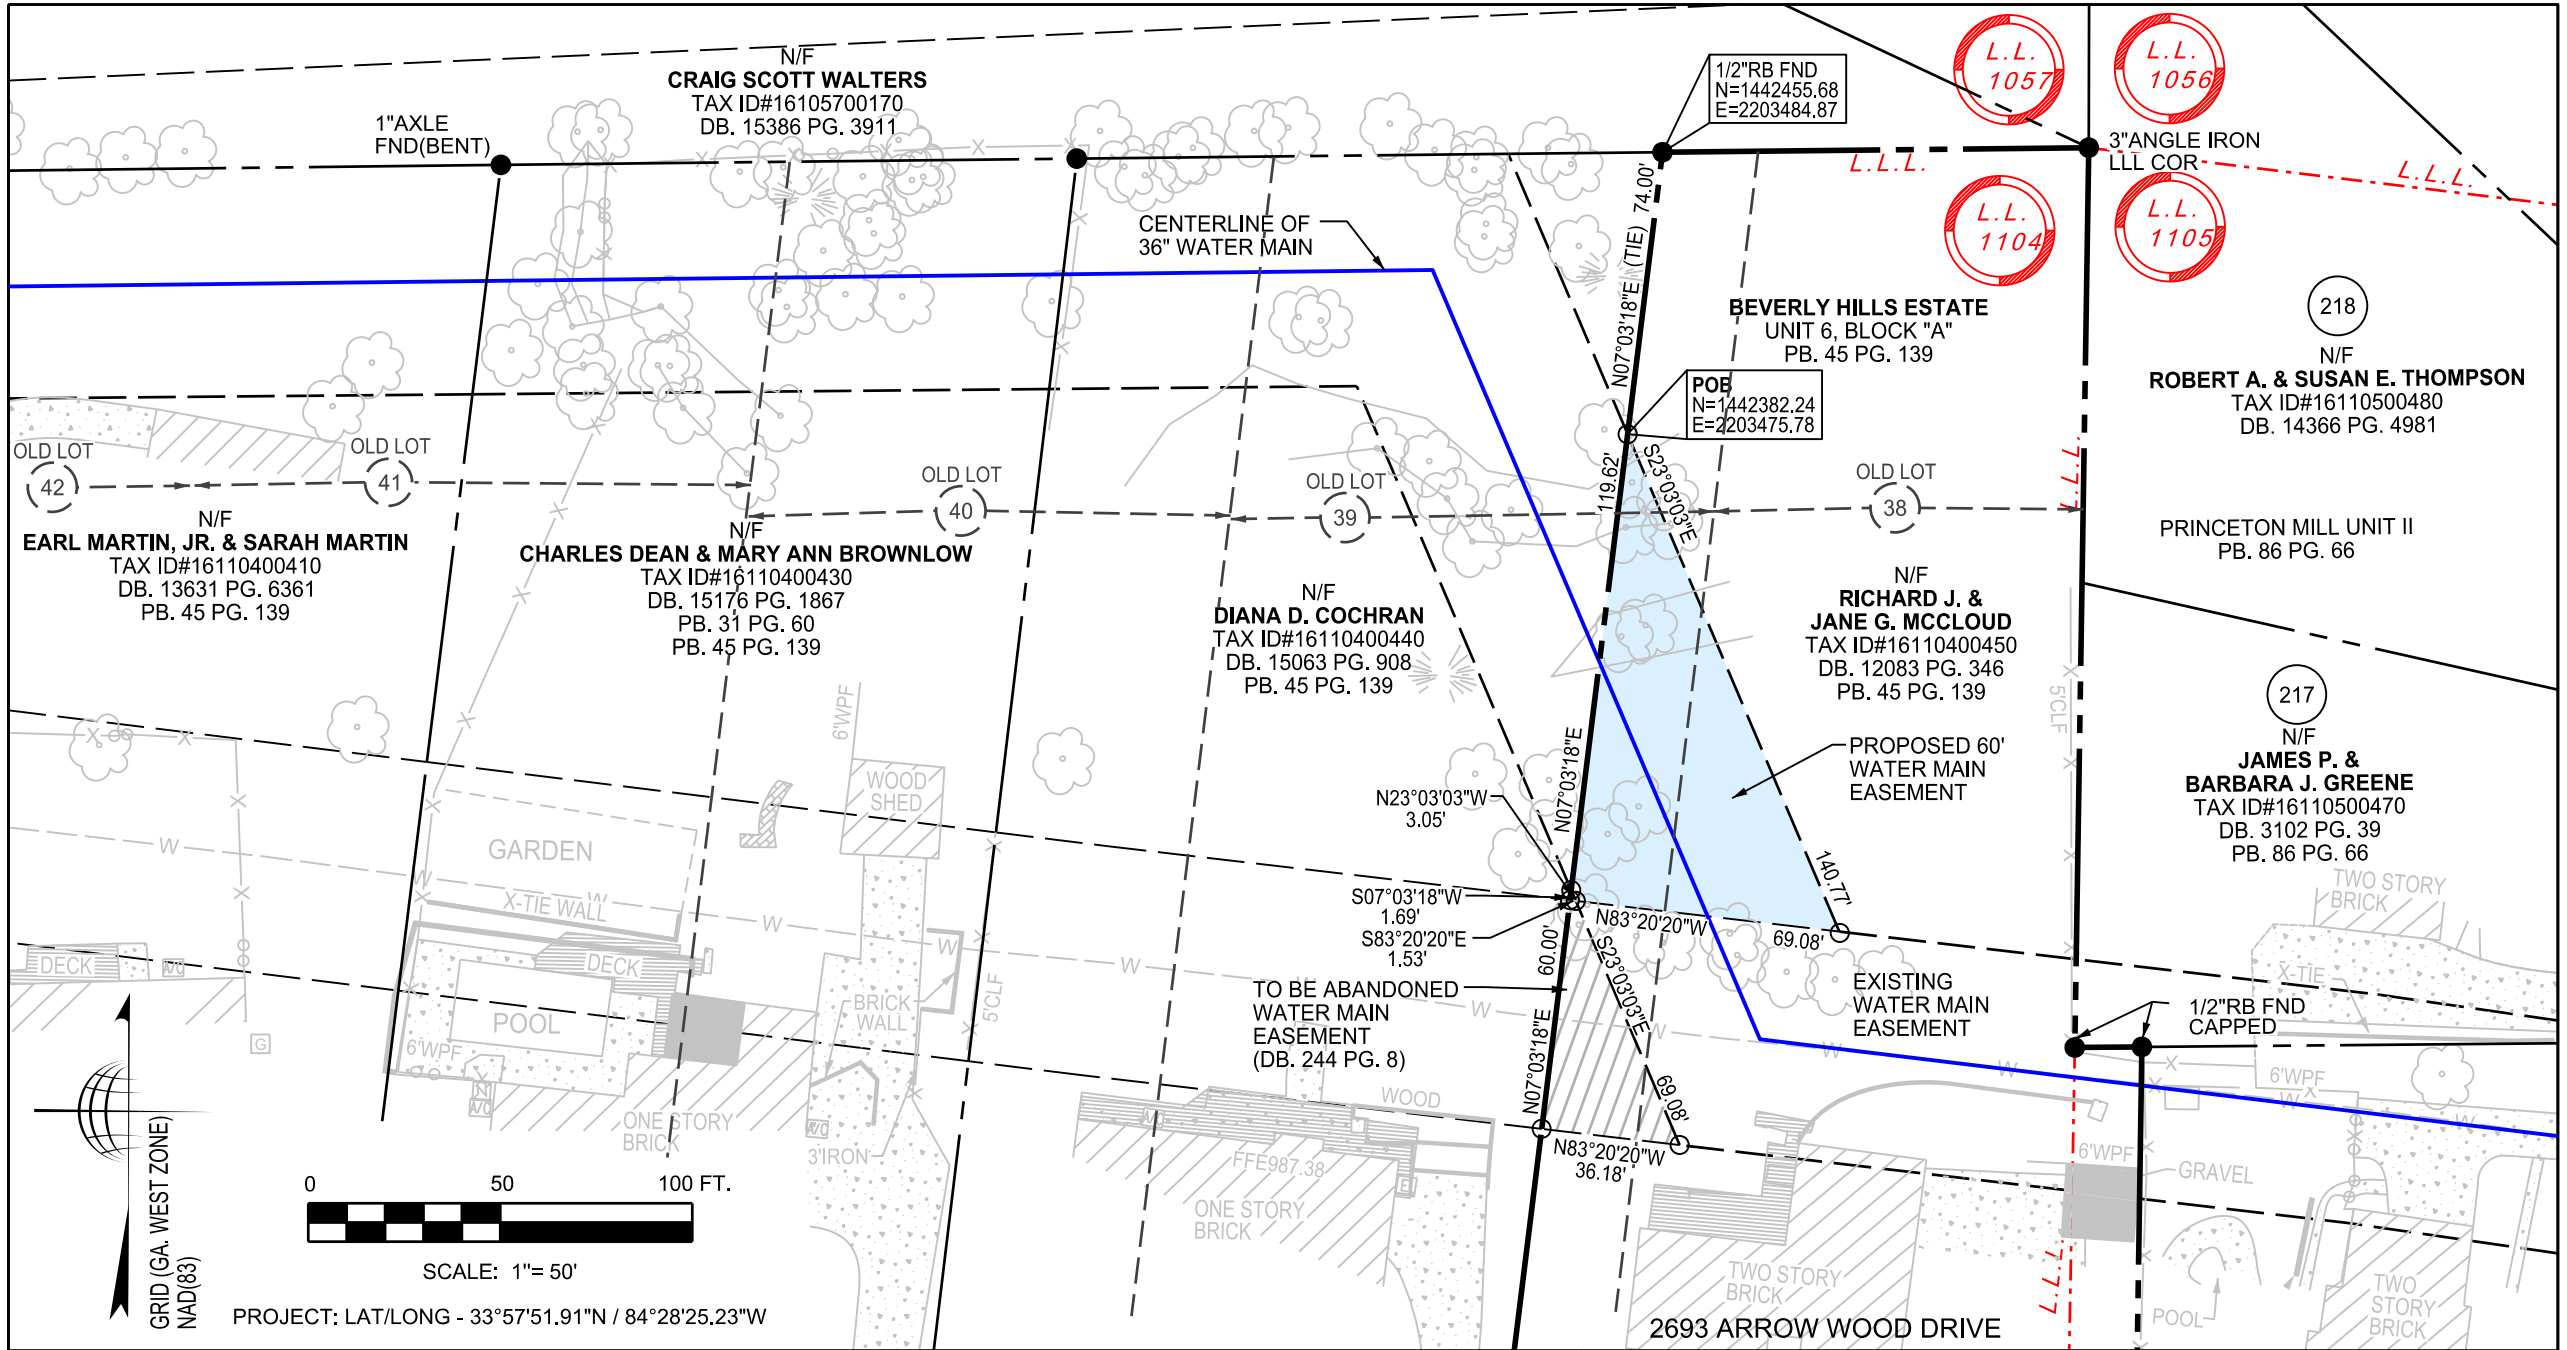 N/F
CRAIG SCOTT WALTERS
TAX ID#16105700170
DB. 15386 PG. 3911
1"AXLE
FND(BENT)
1/2"RB FND
N=1442455.68
E=2203484.87
L.L.
1057
L.L.
1056
3"ANGLE IRON
LLL COR
L.L.L.
L.L.L.
L.L.
1104
L.L.
1105
CENTERLINE OF
36" WATER MAIN
N07°03'18"E (TIE) 74.00'
BEVERLY HILLS ESTATE
UNIT 6, BLOCK "A"
PB. 45 PG. 139
218
N/F
ROBERT A. & SUSAN E. THOMPSON
TAX ID#16110500480
DB. 14366 PG. 4981
POB
N=1442382.24
E=2203475.78
OLD LOT
42
OLD LOT
41
OLD LOT
40
OLD LOT
39
OLD LOT
38
119.62'
S23°03'03"E
L.L.L.
PRINCETON MILL UNIT II
PB. 86 PG. 66
N/F
EARL MARTIN, JR. & SARAH MARTIN
TAX ID#16110400410
DB. 13631 PG. 6361
PB. 45 PG. 139
N/F
CHARLES DEAN & MARY ANN BROWNLOW
TAX ID#16110400430
DB. 15176 PG. 1867
PB. 31 PG. 60
PB. 45 PG. 139
N/F
DIANA D. COCHRAN
TAX ID#16110400440
DB. 15063 PG. 908
PB. 45 PG. 139
N/F
RICHARD J. &
JANE G. MCCLOUD
TAX ID#16110400450
DB. 12083 PG. 346
PB. 45 PG. 139
217
N/F
JAMES P. &
BARBARA J. GREENE
TAX ID#16110500470
DB. 3102 PG. 39
PB. 86 PG. 66
6'WPF
WOOD
SHED
5'CLF
N07°03'18"E
PROPOSED 60'
WATER MAIN
EASEMENT
N23°03'03"W
3.05'
GARDEN
X-TIE WALL
S07°03'18"W
1.69'
S83°20'20"E
1.53'
N83°20'20"W
69.08'
140.77'
TWO STORY
BRICK
60.00'
S23°03'03"E
DECK
A/C
DECK
POOL
BRICK
WALL
5'CLF
TO BE ABANDONED
WATER MAIN
EASEMENT
(DB. 244 PG. 8)
EXISTING
WATER MAIN
EASEMENT
X-TIE
1/2"RB FND
CAPPED
G
6'WPF
A/C
ONE STORY
BRICK
A/C
3'IRON
N07°03'18"E
69.08'
WOOD
A/C
FFE987.38
E
ONE STORY
BRICK
N83°20'20"W
36.18'
6'WPF
6'WPF
GRAVEL
GRID (GA. WEST ZONE)
NAD(83)
0 50 100 FT.
SCALE: 1"= 50'
PROJECT: LAT/LONG - 33°57'51.91"N / 84°28'25.23"W
TWO STORY
BRICK
L.L.L.
POOL
TWO
STORY
BRICK
2693 ARROW WOOD DRIVE